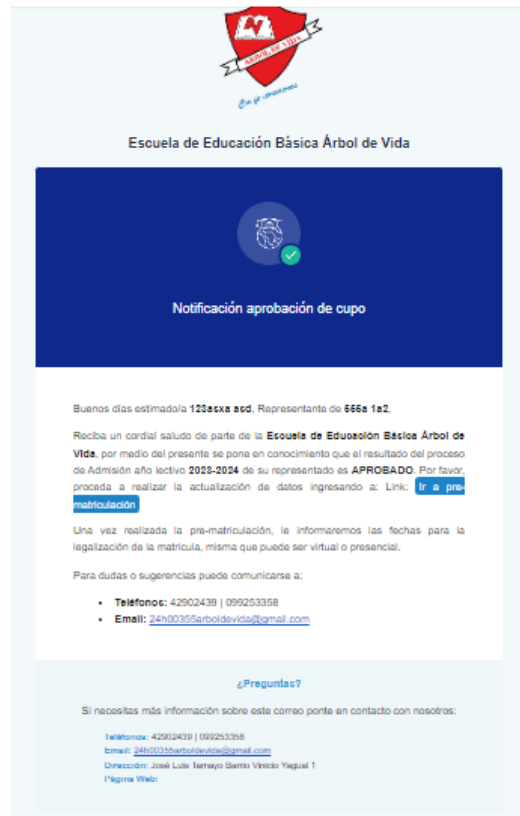 ARBOL DE VIDA
Escuela de Educación Básica Árbol de Vida
Notificación aprobación de cupo
Buenos días estimado/a 123asxa asd, Representante de 555a 1a2,
Reciba un cordial saludo de parte de la Escuela de Educación Básica Árbol de
Vida, por medio del presente se pone en conocimiento que el resultado del proceso
de Admisión año lectivo 2023-2024 de su representado es APROBADO. Por favor,
proceda a realizar la actualización de datos ingresando a: Link: Ir a pre-
matriculación
Una vez realizada la pre-matriculación, le informaremos las fechas para la
legalización de la matricula, misma que puede ser virtual o presencial.
Para dudas o sugerencias puede comunicarse a:
• Teléfonos: 42902439 | 099253358
• Email: 24h00355arboldevida@gmail.com
¿Preguntas?
Si necesitas más información sobre este correo ponte en contacto con nosotros:
Teléfonos: 42902439 | 099253358
Email: 24h00355arboldevida@gmail.com
Dirección: José Luis Tamayo Barrio Vinicio Yagual 1
Página Web: